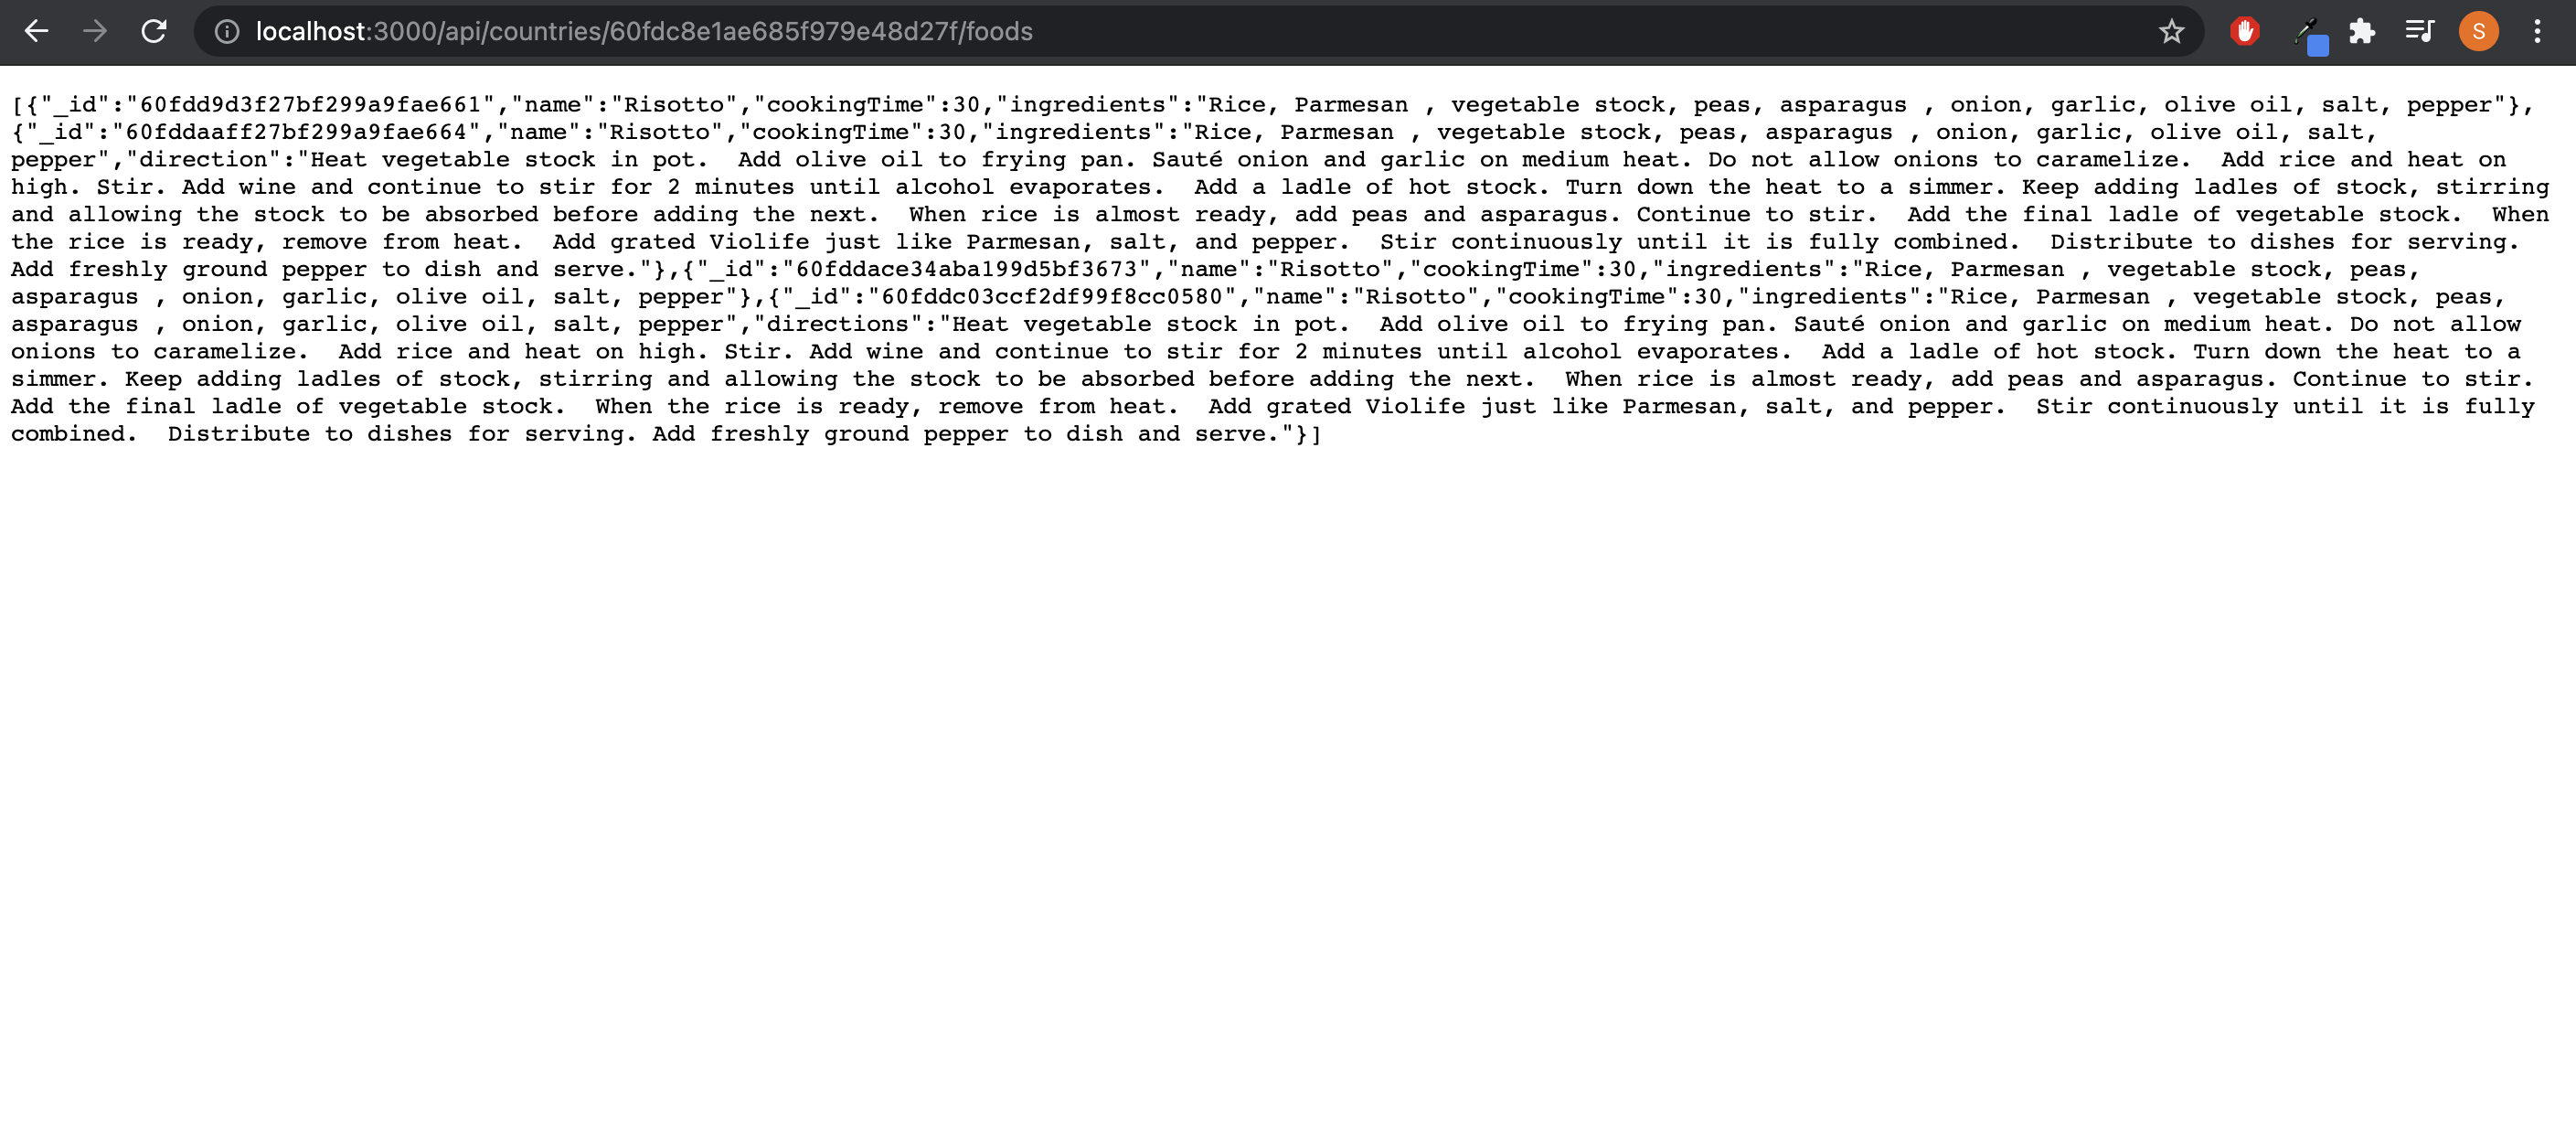 localhost:3000/api/countries/60fdc8e1ae685f979e48d27f/foods
S
[{"_id":"60fdd9d3f27bf299a9fae661","name":"Risotto","cookingTime":30,"ingredients":"Rice, Parmesan , vegetable stock, peas, asparagus , onion, garlic, olive oil, salt, pepper"},
{"_id":"60fddaaff27bf299a9fae664","name":"Risotto","cookingTime":30,"ingredients":"Rice, Parmesan , vegetable stock, peas, asparagus , onion, garlic, olive oil, salt,
pepper","direction":"Heat vegetable stock in pot.  Add olive oil to frying pan. Sauté onion and garlic on medium heat. Do not allow onions to caramelize.  Add rice and heat on
high. Stir. Add wine and continue to stir for 2 minutes until alcohol evaporates.  Add a ladle of hot stock. Turn down the heat to a simmer. Keep adding ladles of stock, stirring
and allowing the stock to be absorbed before adding the next.  When rice is almost ready, add peas and asparagus. Continue to stir.  Add the final ladle of vegetable stock.  When
the rice is ready, remove from heat.  Add grated Violife just like Parmesan, salt, and pepper.  Stir continuously until it is fully combined.  Distribute to dishes for serving.
Add freshly ground pepper to dish and serve."},{"_id":"60fddace34aba199d5bf3673","name":"Risotto","cookingTime":30,"ingredients":"Rice, Parmesan , vegetable stock, peas,
asparagus , onion, garlic, olive oil, salt, pepper"},{"_id":"60fddc03ccf2df99f8cc0580","name":"Risotto","cookingTime":30,"ingredients":"Rice, Parmesan , vegetable stock, peas,
asparagus , onion, garlic, olive oil, salt, pepper","directions":"Heat vegetable stock in pot.  Add olive oil to frying pan. Sauté onion and garlic on medium heat. Do not allow
onions to caramelize.  Add rice and heat on high. Stir. Add wine and continue to stir for 2 minutes until alcohol evaporates.  Add a ladle of hot stock. Turn down the heat to a
simmer. Keep adding ladles of stock, stirring and allowing the stock to be absorbed before adding the next.  When rice is almost ready, add peas and asparagus. Continue to stir.
Add the final ladle of vegetable stock.  When the rice is ready, remove from heat.  Add grated Violife just like Parmesan, salt, and pepper.  Stir continuously until it is fully
combined.  Distribute to dishes for serving. Add freshly ground pepper to dish and serve."}]